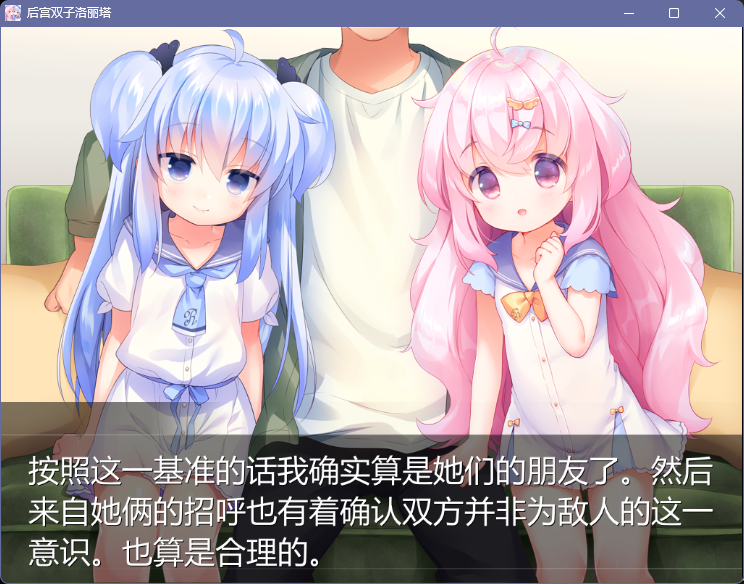 后宫双子洛丽塔
按照这一基准的话我确实算是她们的朋友了。然后
来自她俩的招呼也有着确认双方并非为敌人的这一
意识。也算是合理的。